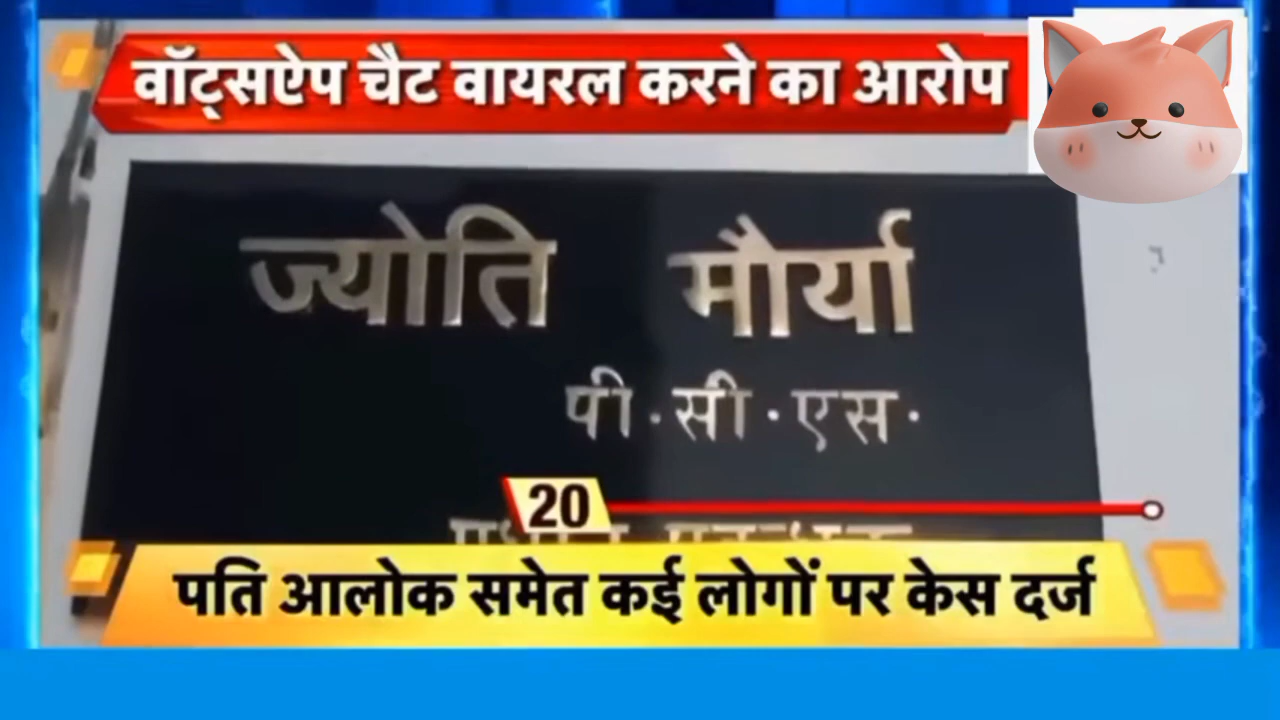 वॉट्सऐप चैट वायरल करने का आरोप
ज्योति मौर्या
पी.सी.एस.
20
पति आलोक समेत कई लोगों पर केस दर्ज